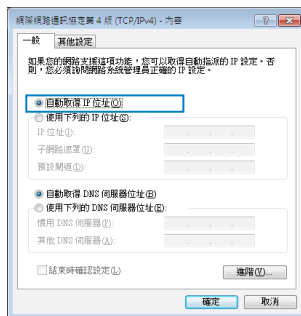 網際網路通訊協定第 4 版 (TCP/IPv4) - 內容
一般
其他設定
如果您的網路支援這項功能，您可以取得自動指派的 IP 設定。否
則，您必須詢問網路系統管理員正確的 IP 設定。
自動取得 IP 位址(O)
使用下列的 IP 位址(S):
IP 位址(I):
子網路遮罩(U):
預設閘道(D):
自動取得 DNS 伺服器位址(B)
使用下列的 DNS 伺服器位址(E):
慣用 DNS 伺服器(P):
其他 DNS 伺服器(A):
結束時確認設定(L)
進階(V)...
確定
取消